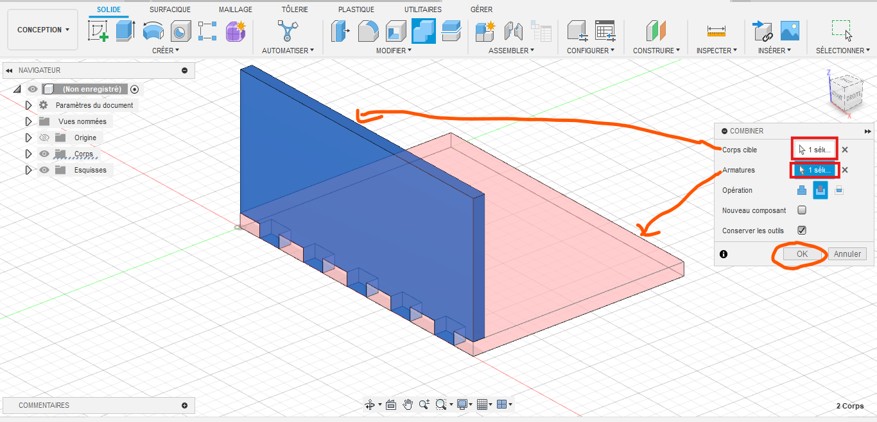 SOLIDE SURFACIQUE MAILLAGE TÔLERIE PLASTIQUE UTILITAIRES GÉRER
CONCEPTION
CRÉER AUTOMATISER MODIFIER ASSEMBLER CONFIGURER CONSTRUIRE INSPECTER INSÉRER SÉLECTIONNER
NAVIGATEUR
(Non enregistré)
Paramètres du document
Vues nommées
Origine
Corps
Esquisses
Z
COMBINER
Corps cible 1 sék...
Armatures 1 sék...
Opération
Nouveau composant
Conserver les outils
OK Annuler
COMMENTAIRES
2 Corps